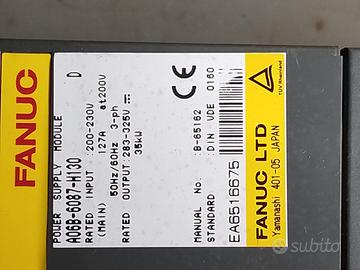 FANUC
POWER SUPPLY MODULE
A06B-6087-H130 D
RATED INPUT : 200-230V
(MAIN) 127A at200V
50Hz/60Hz 3-ph
RATED OUTPUT : 283-325V
35kW
CE
MANUAL No. : B-65162
STANDARD : DIN VDE 0160
EA6516675
TÜV Rheinland
FANUC LTD
Yamanashi 401-05 JAPAN
subito